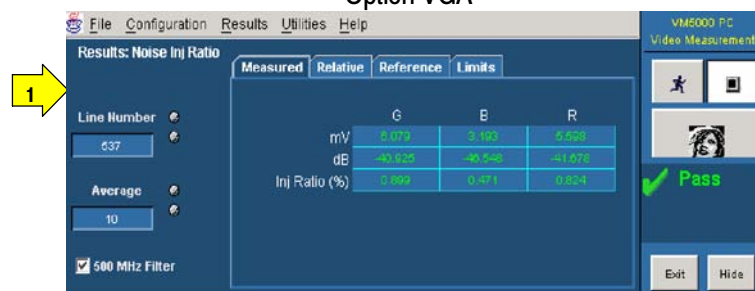 Option VGA
File Configuration Results Utilities Help
VM5000 PC
Video Measurement
Results: Noise Inj Ratio
Measured Relative Reference Limits
1
Line Number
637
G B R
mV 6.079 3.193 5.598
dB -40.925 -46.548 -41.678
Inj Ratio (%) 0.899 0.471 0.824
Pass
Average
10
500 MHz Filter
Exit Hide